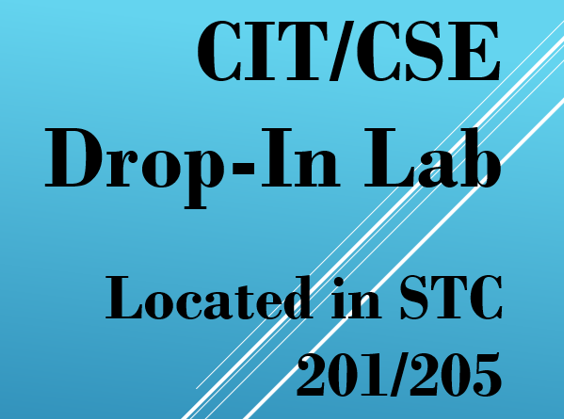 CIT/CSE
Drop-In Lab
Located in STC
201/205